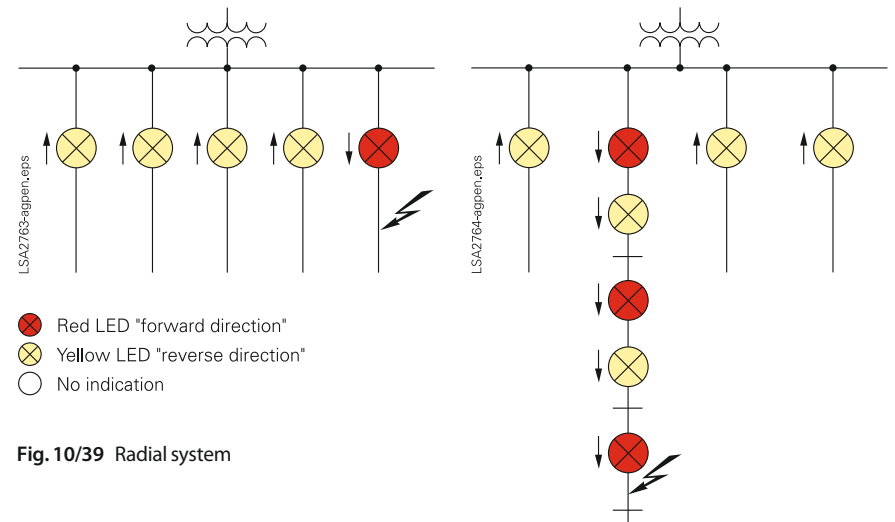 LSA2763-agpen.eps
LSA2764-agpen.eps
Red LED "forward direction"
Yellow LED "reverse direction"
No indication
Fig. 10/39 Radial system